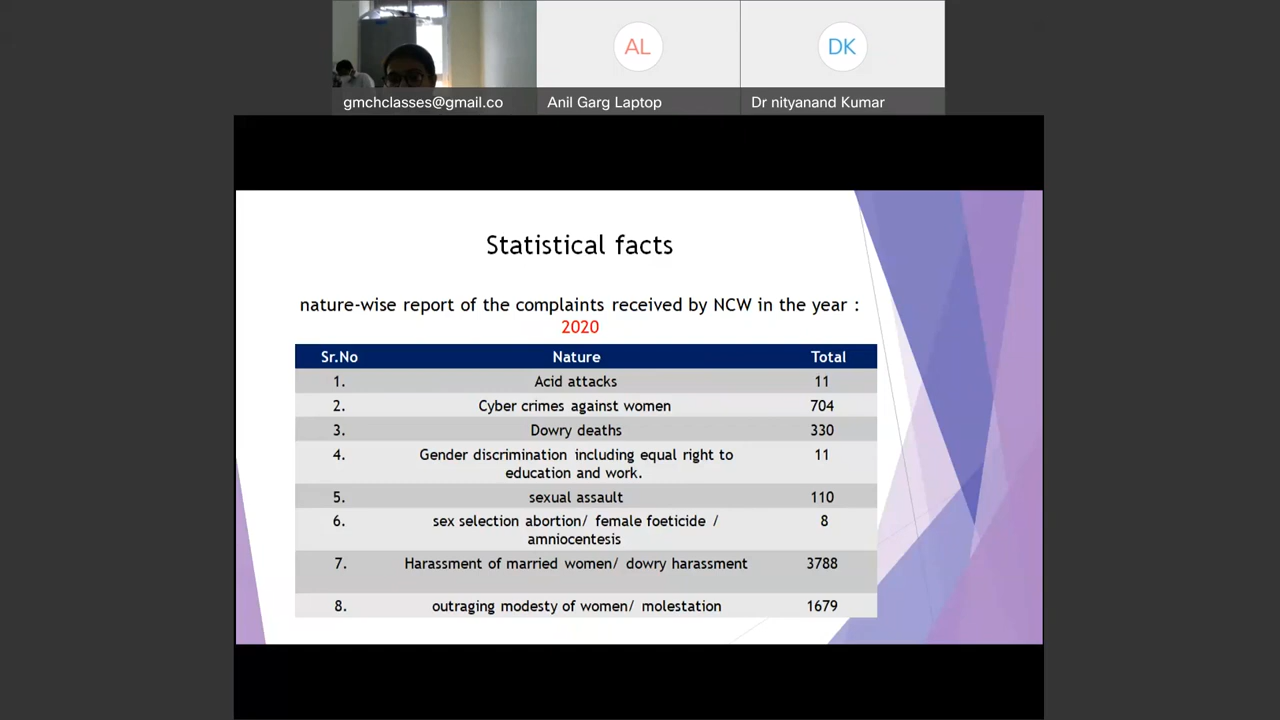 AL
DK
gmchclasses@gmail.co
Anil Garg Laptop
Dr nityanand Kumar
Statistical facts
nature-wise report of the complaints received by NCW in the year :
2020
Sr.No Nature Total
1. Acid attacks 11
2. Cyber crimes against women 704
3. Dowry deaths 330
4. Gender discrimination including equal right to 11
education and work.
5. sexual assault 110
6. sex selection abortion/ female foeticide / 8
amniocentesis
7. Harassment of married women/ dowry harassment 3788
8. outraging modesty of women/ molestation 1679